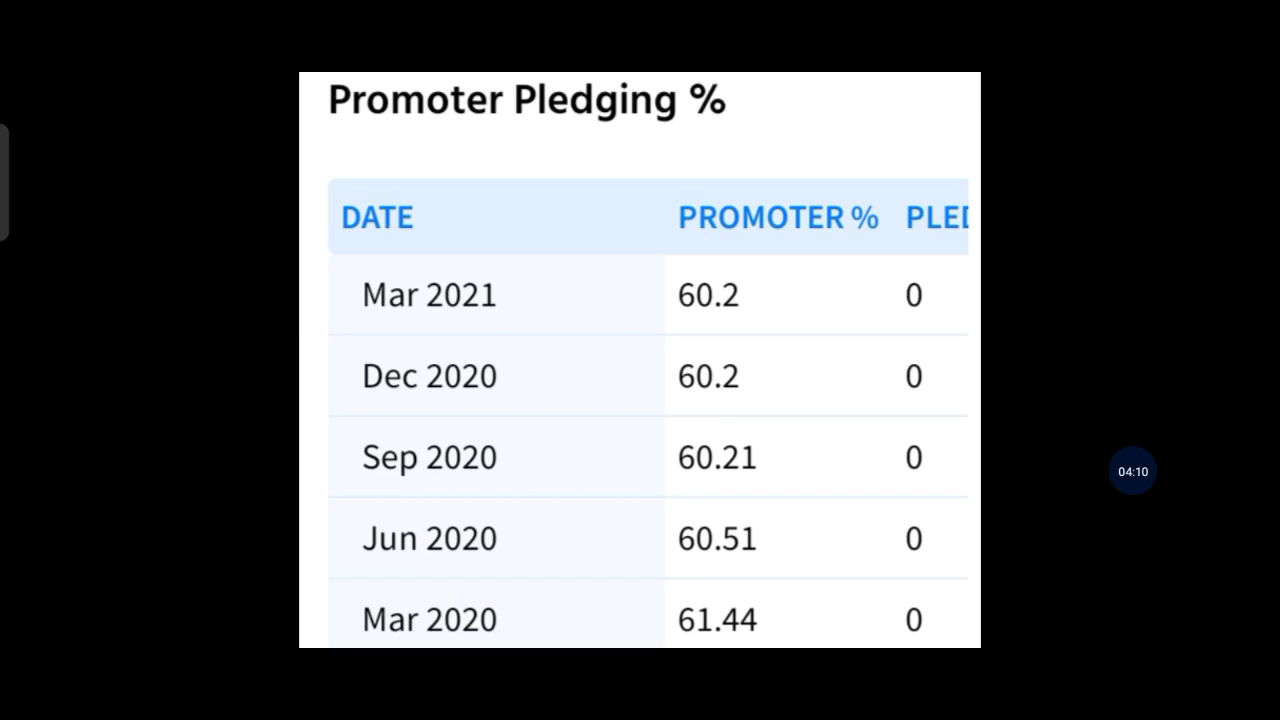 Promoter Pledging %
DATE PROMOTER % PLED
Mar 2021 60.2 0
Dec 2020 60.2 0
Sep 2020 60.21 0
Jun 2020 60.51 0
Mar 2020 61.44 0
04:10